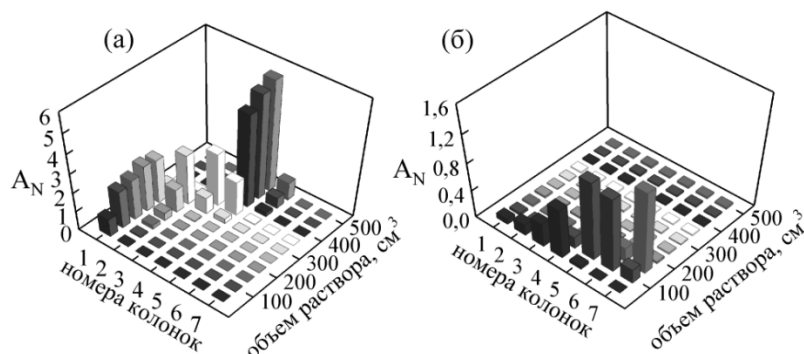 (а)
6
5
4
3
2
1
0
A_N
1 2 3 4 5 6 7
номера колонок
100 200 300 400 500
объем раствора, см³
(б)
1,6
1,2
0,8
0,4
0,0
A_N
1 2 3 4 5 6 7
номера колонок
100 200 300 400 500
объем раствора, см³